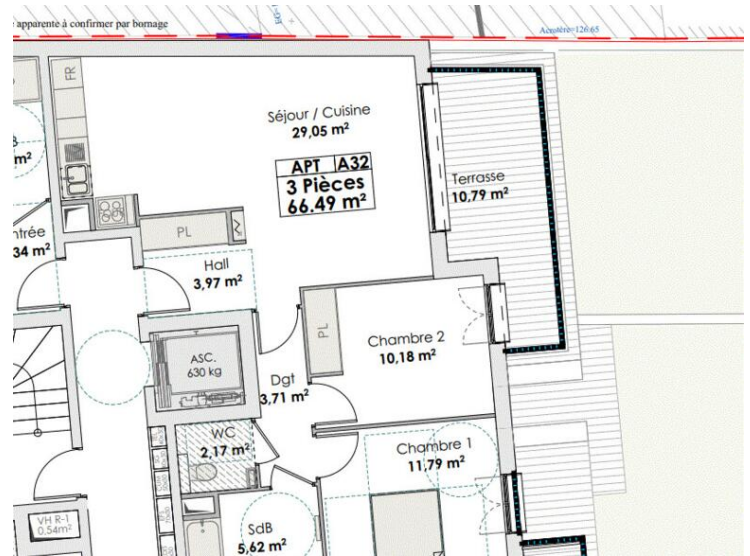 e apparente à confirmer par bornage
Acrotère=126.65
FR
Séjour / Cuisine
29,05 m²
APT A32
3 Pièces
66.49 m²
Terrasse
10,79 m²
m²
ntrée
34 m²
PL
Hall
3,97 m²
PL
Chambre 2
10,18 m²
ASC.
630 kg
Dgt
3,71 m²
WC
2,17 m²
Chambre 1
11,79 m²
VH R-1
0,54m²
SdB
5,62 m²